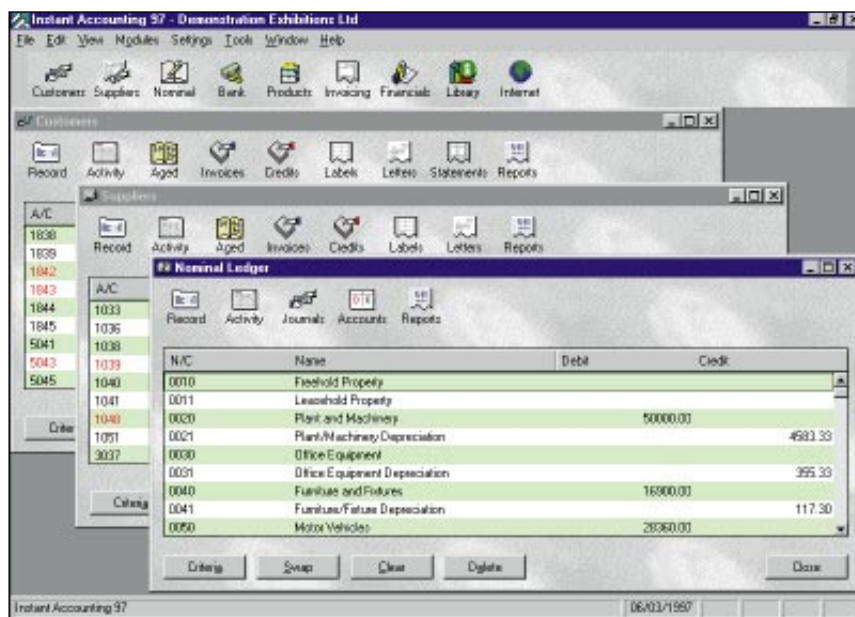 Instant Accounting 97 - Demonstration Exhibitions Ltd
File Edit View Modules Settings Tools Window Help
Customers Suppliers Nominal Bank Products Invoicing Financials Library Internet
Customers
Record Activity Aged Invoices Credits Labels Letters Statements Reports
A/C
1838
1839
1842
1843
1844
1845
5041
5043
5045
Criter
Suppliers
Record Activity Aged Invoices Credits Labels Letters Reports
A/C
1033
1036
1038
1039
1040
1041
1048
1051
3037
Criteria
Nominal Ledger
Record Activity Journals Accounts Reports
N/C Name Debit Credit
0010 Freehold Property
0011 Leasehold Property
0020 Plant and Machinery 50000.00
0021 Plant/Machinery Depreciation 4583.33
0030 Office Equipment
0031 Office Equipment Depreciation 355.33
0040 Furniture and Fixtures 16900.00
0041 Furniture/Fixture Depreciation 117.30
0050 Motor Vehicles 28360.00
Criteria Swap Clear Delete Close
Instant Accounting 97 06/03/1997